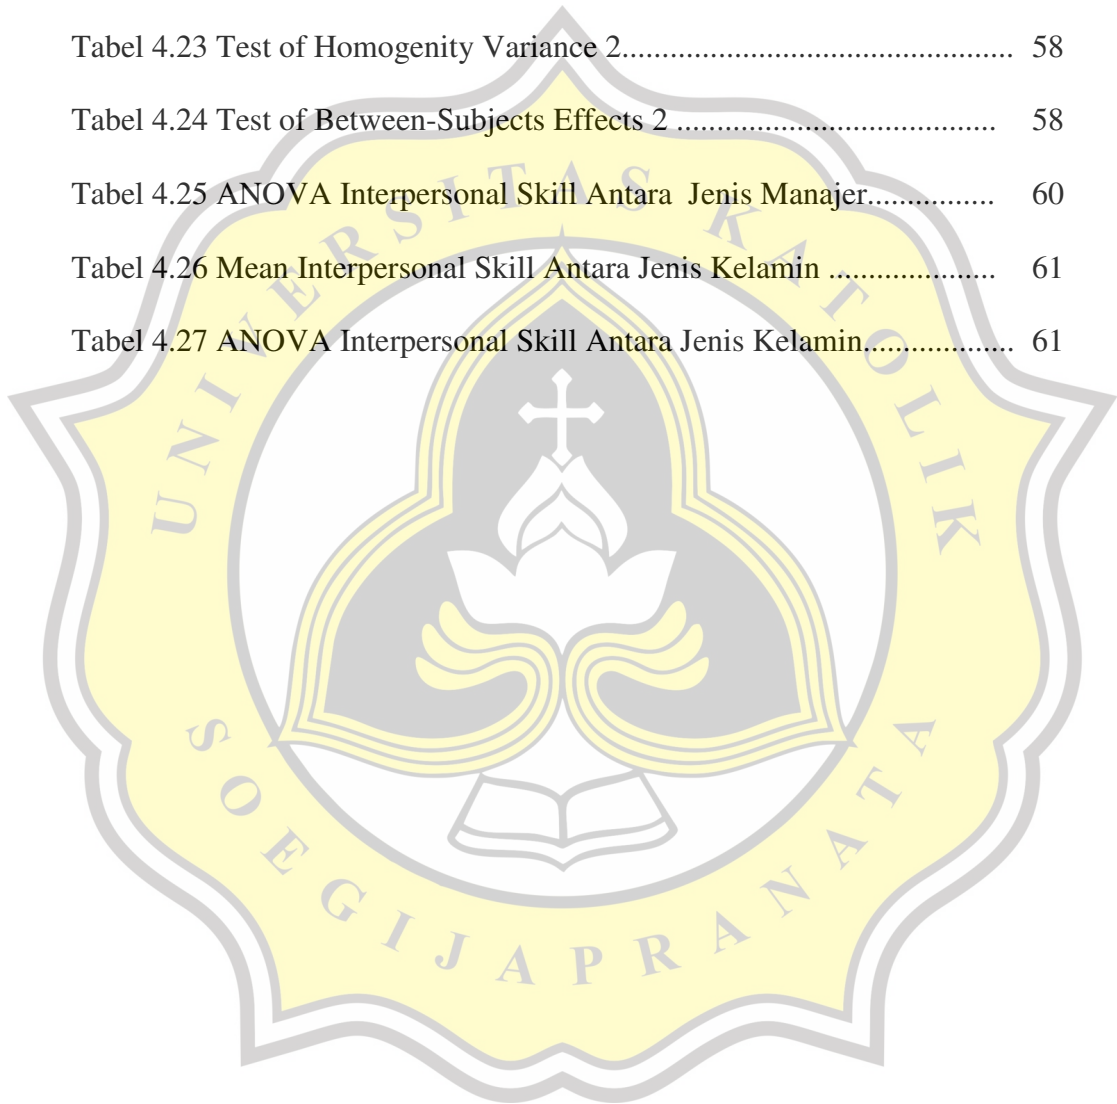 Tabel 4.23 Test of Homogenity Variance 2................................................. 58
Tabel 4.24 Test of Between-Subjects Effects 2 ........................................ 58
Tabel 4.25 ANOVA Interpersonal Skill Antara  Jenis Manajer................ 60
Tabel 4.26 Mean Interpersonal Skill Antara Jenis Kelamin ..................... 61
Tabel 4.27 ANOVA Interpersonal Skill Antara Jenis Kelamin................... 61
UNIVERSITAS KATOLIK
SOEGIJAPRANATA